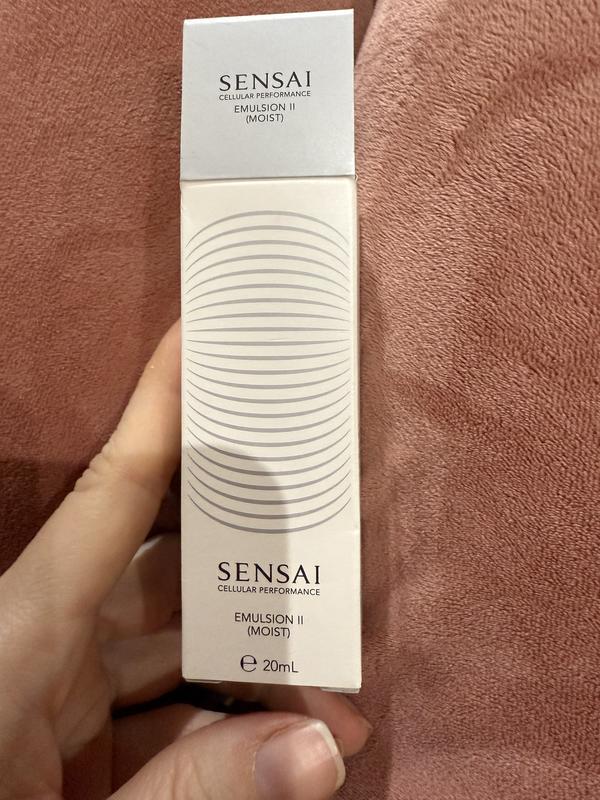 SENSAI
CELLULAR PERFORMANCE
EMULSION II
(MOIST)
SENSAI
CELLULAR PERFORMANCE
EMULSION II
(MOIST)
℮ 20mL